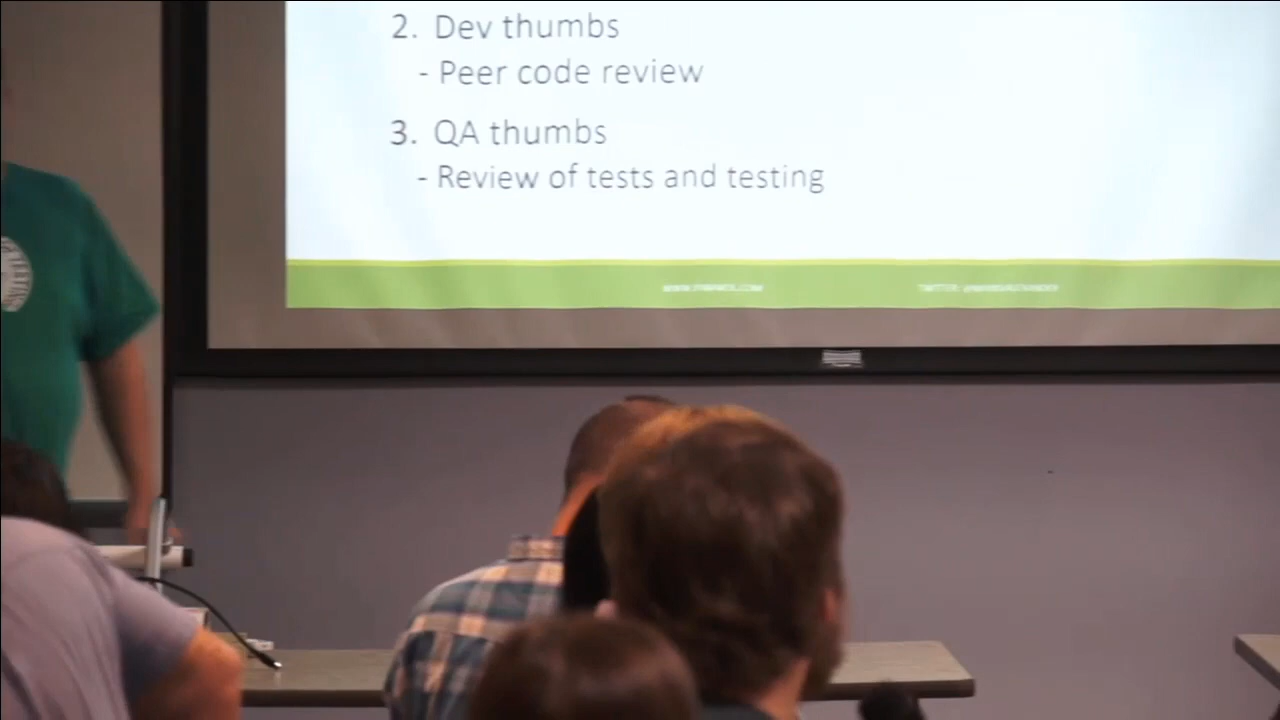 2. Dev thumbs
- Peer code review
3. QA thumbs
- Review of tests and testing